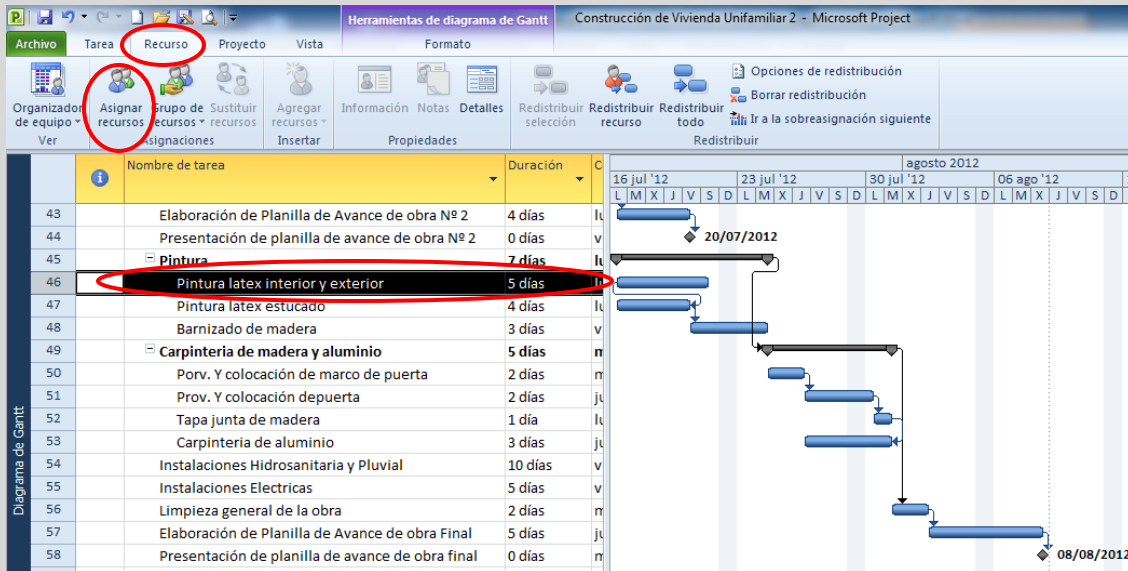 Herramientas de diagrama de Gantt
Construcción de Vivienda Unifamiliar 2 - Microsoft Project
Archivo Tarea Recurso Proyecto Vista Formato
Organizador de equipo
Asignar recursos
Grupo de recursos
Sustituir recursos
Agregar recursos
Información Notas Detalles
Redistribuir selección
Redistribuir recurso
Redistribuir todo
Opciones de redistribución
Borrar redistribución
Ir a la sobreasignación siguiente
Ver Asignaciones Insertar Propiedades Redistribuir
Nombre de tarea Duración C
agosto 2012
16 jul '12 23 jul '12 30 jul '12 06 ago '12
L M X J V S D L M X J V S D L M X J V S D L M X J V S D
43 Elaboración de Planilla de Avance de obra Nº 2 4 días lu
44 Presentación de planilla de avance de obra Nº 2 0 días v 20/07/2012
45 Pintura 7 días lu
46 Pintura latex interior y exterior 5 días lu
47 Pintura latex estucado 4 días lu
48 Barnizado de madera 3 días v
49 Carpinteria de madera y aluminio 5 días m
50 Porv. Y colocación de marco de puerta 2 días m
51 Prov. Y colocación depuerta 2 días ju
52 Tapa junta de madera 1 día lu
53 Carpinteria de aluminio 3 días ju
54 Instalaciones Hidrosanitaria y Pluvial 10 días v
55 Instalaciones Electricas 5 días v
56 Limpieza general de la obra 2 días m
57 Elaboración de Planilla de Avance de obra Final 5 días ju
58 Presentación de planilla de avance de obra final 0 días m 08/08/2012
Diagrama de Gantt